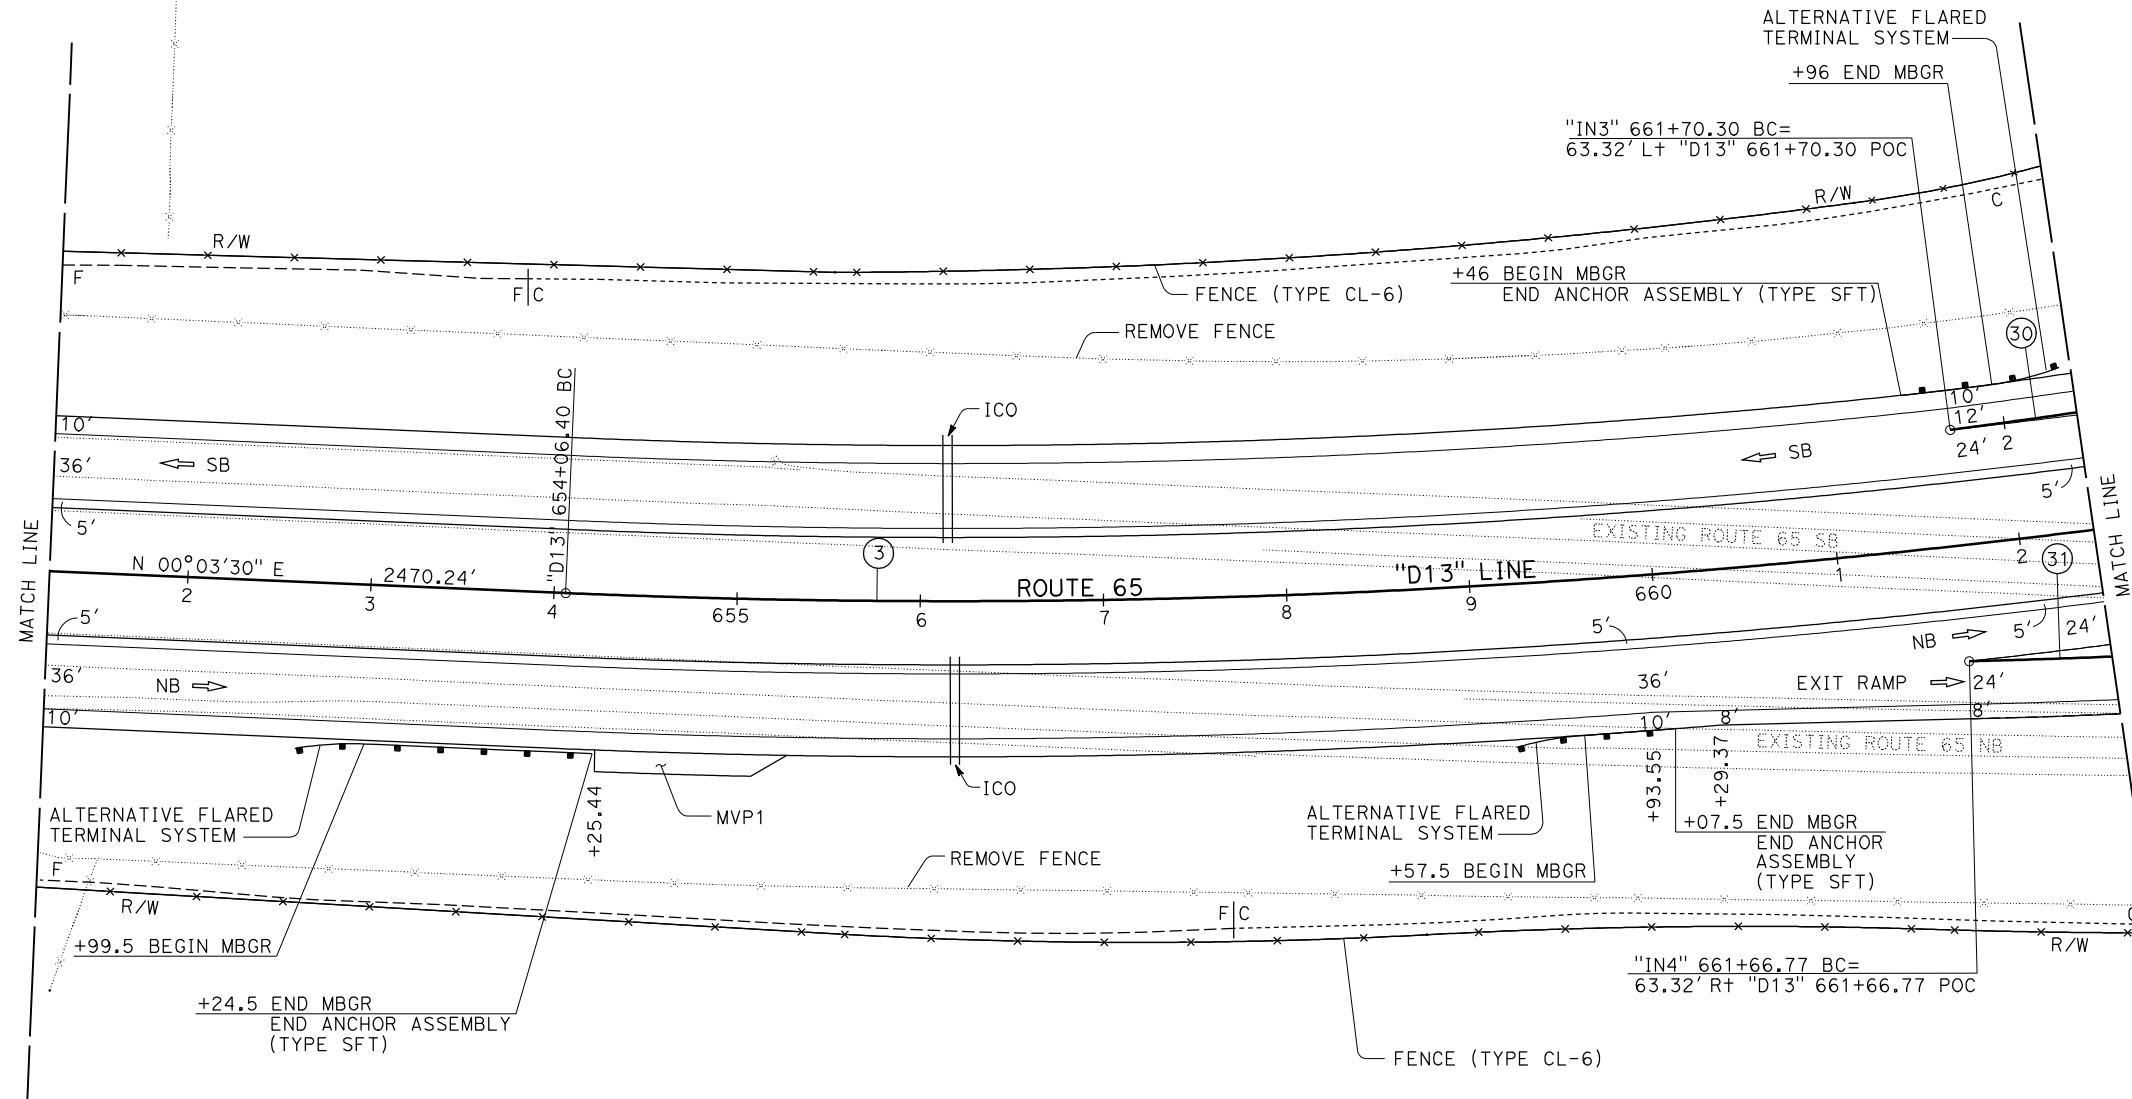 ALTERNATIVE FLARED
TERMINAL SYSTEM
+96 END MBGR
"IN3" 661+70.30 BC=
63.32' Lt "D13" 661+70.30 POC
R/W
C
R/W
F
F C
FENCE (TYPE CL-6)
+46 BEGIN MBGR
END ANCHOR ASSEMBLY (TYPE SFT)
REMOVE FENCE
30
"D13" 654+06.40 BC
ICO
10'
10'
12'
24'
2
36'
SB
SB
5'
5'
MATCH LINE
MATCH LINE
EXISTING ROUTE 65 SB
3
31
N 00°03'30" E
2470.24'
ROUTE 65
"D13" LINE
2
3
4
655
6
7
8
9
660
1
2
5'
5'
NB
5'
24'
36'
NB
36'
EXIT RAMP
24'
10'
10'
8'
8'
EXISTING ROUTE 65 NB
ICO
+25.44
MVP1
+93.55
+29.37
ALTERNATIVE FLARED
TERMINAL SYSTEM
ALTERNATIVE FLARED
TERMINAL SYSTEM
+07.5 END MBGR
END ANCHOR
ASSEMBLY
(TYPE SFT)
REMOVE FENCE
+57.5 BEGIN MBGR
F
R/W
F C
+99.5 BEGIN MBGR
R/W
"IN4" 661+66.77 BC=
63.32' Rt "D13" 661+66.77 POC
+24.5 END MBGR
END ANCHOR ASSEMBLY
(TYPE SFT)
FENCE (TYPE CL-6)